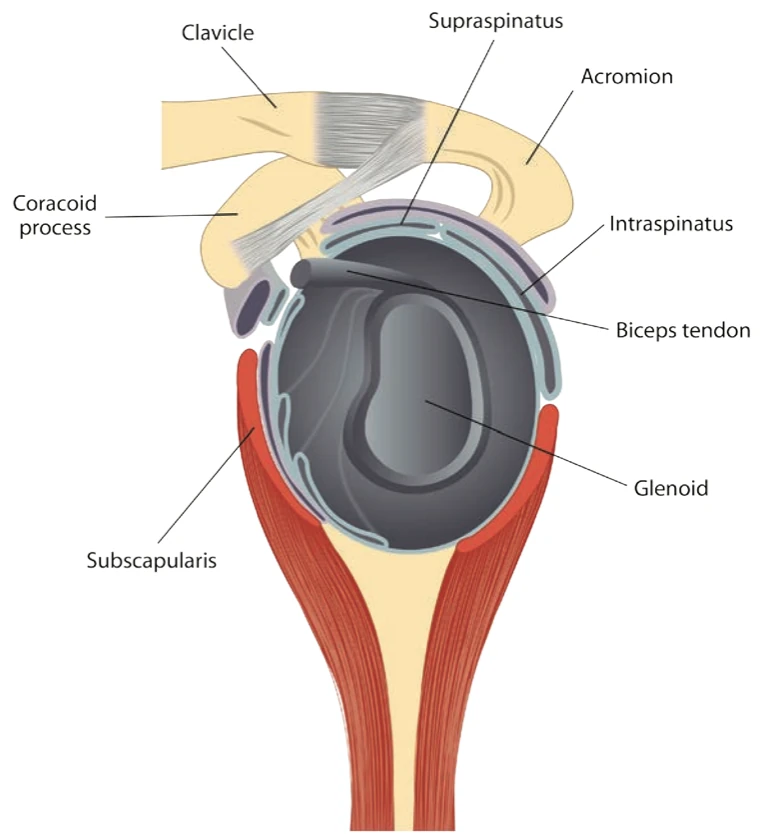 Supraspinatus
Clavicle
Acromion
Coracoid
process
Intraspinatus
Biceps tendon
Glenoid
Subscapularis